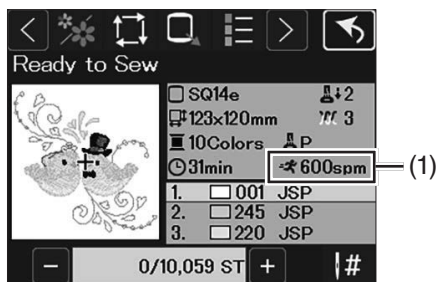 Ready to Sew
SQ14e 2
123x120mm 3
10Colors P
31min 600spm (1)
1. 001 JSP
2. 245 JSP
3. 220 JSP
− 0/10,059 ST + #